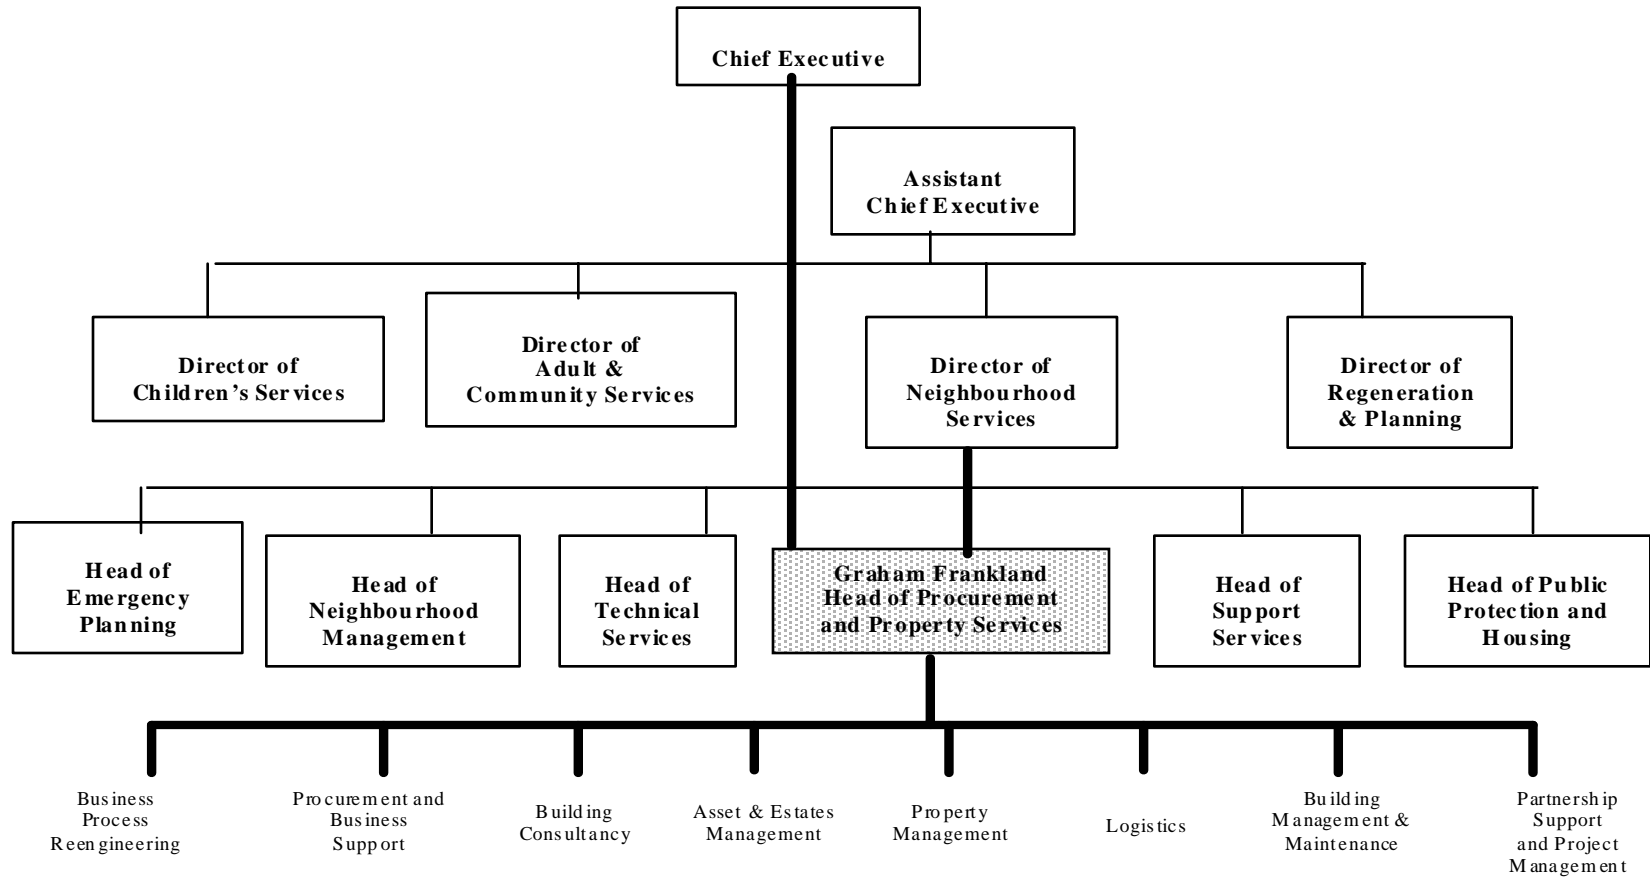 Chief Executive
Assistant
Chief Executive
Director of
Children’s Services
Director of
Adult &
Community Services
Director of
Neighbourhood
Services
Director of
Regeneration
& Planning
Head of
Emergency
Planning
Head of
Neighbourhood
Management
Head of
Technical
Services
Graham Frankland
Head of Procurement
and Property Services
Head of
Support
Services
Head of Public
Protection and
Housing
Business
Process
Reengineering
Procurement and
Business
Support
Building
Consultancy
Asset & Estates
Management
Property
Management
Logistics
Building
Management &
Maintenance
Partnership
Support
and Project
Management